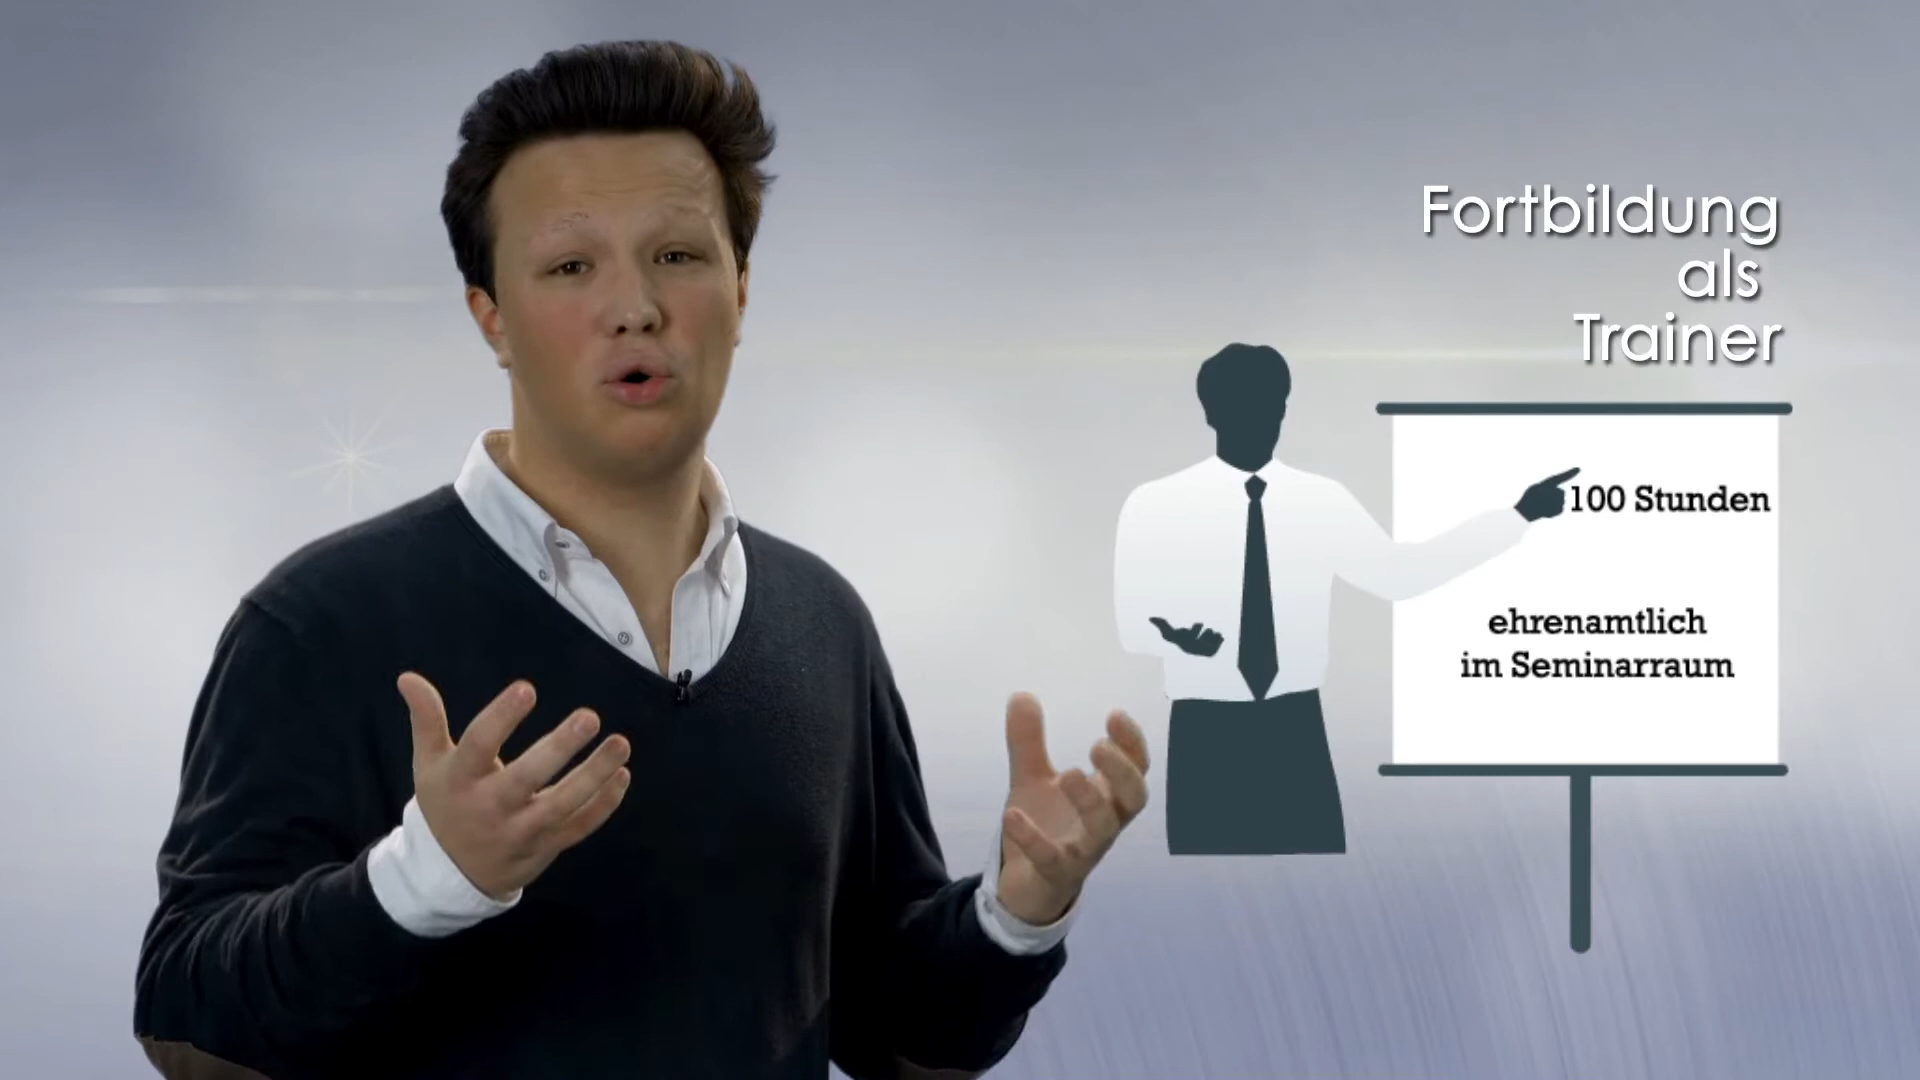 Fortbildung
als
Trainer
100 Stunden
ehrenamtlich
im Seminarraum